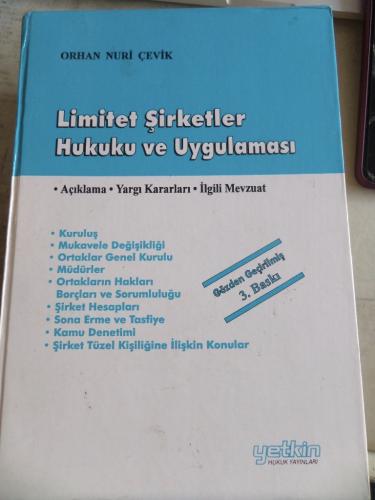 ORHAN NURİ ÇEVİK
Limitet Şirketler
Hukuku ve Uygulaması
• Açıklama • Yargı Kararları • İlgili Mevzuat
• Kuruluş
• Mukavele Değişikliği
• Ortaklar Genel Kurulu
• Müdürler
• Ortakların Hakları
Borçları ve Sorumluluğu
• Şirket Hesapları
• Sona Erme ve Tasfiye
• Kamu Denetimi
• Şirket Tüzel Kişiliğine İlişkin Konular
Gözden Geçirilmiş
3. Baskı
yetkin
HUKUK YAYINLARI